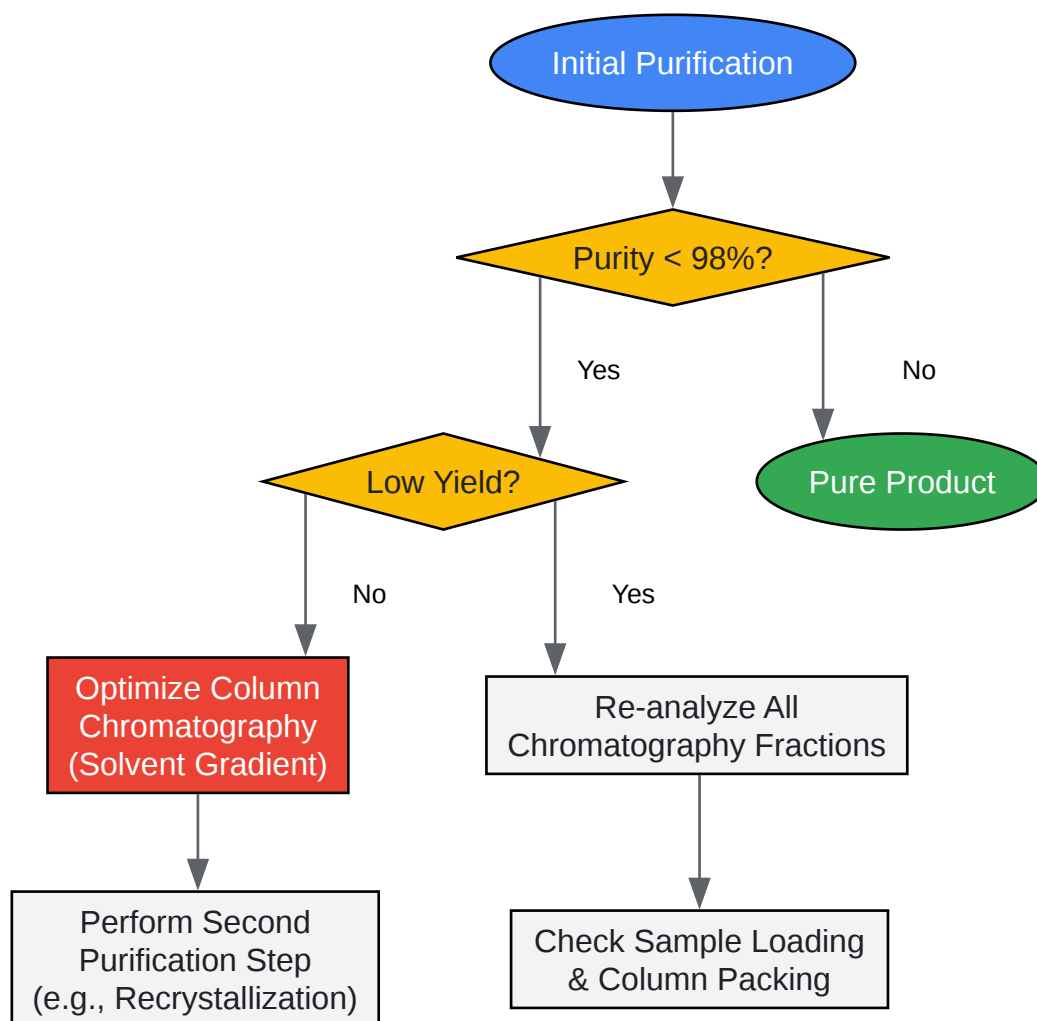 Initial Purification
Purity < 98%?
Yes
No
Low Yield?
Pure Product
No
Yes
Optimize Column
Chromatography
(Solvent Gradient)
Re-analyze All
Chromatography Fractions
Perform Second
Purification Step
(e.g., Recrystallization)
Check Sample Loading
& Column Packing